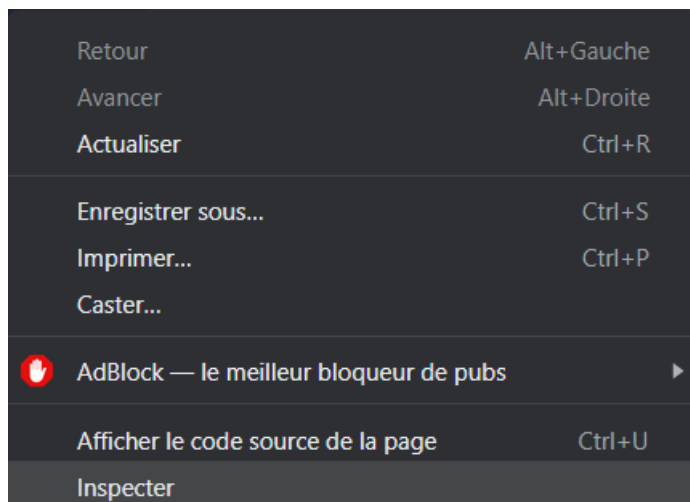 Retour Alt+Gauche
Avancer Alt+Droite
Actualiser Ctrl+R
Enregistrer sous... Ctrl+S
Imprimer... Ctrl+P
Caster...
AdBlock — le meilleur bloqueur de pubs
Afficher le code source de la page Ctrl+U
Inspecter